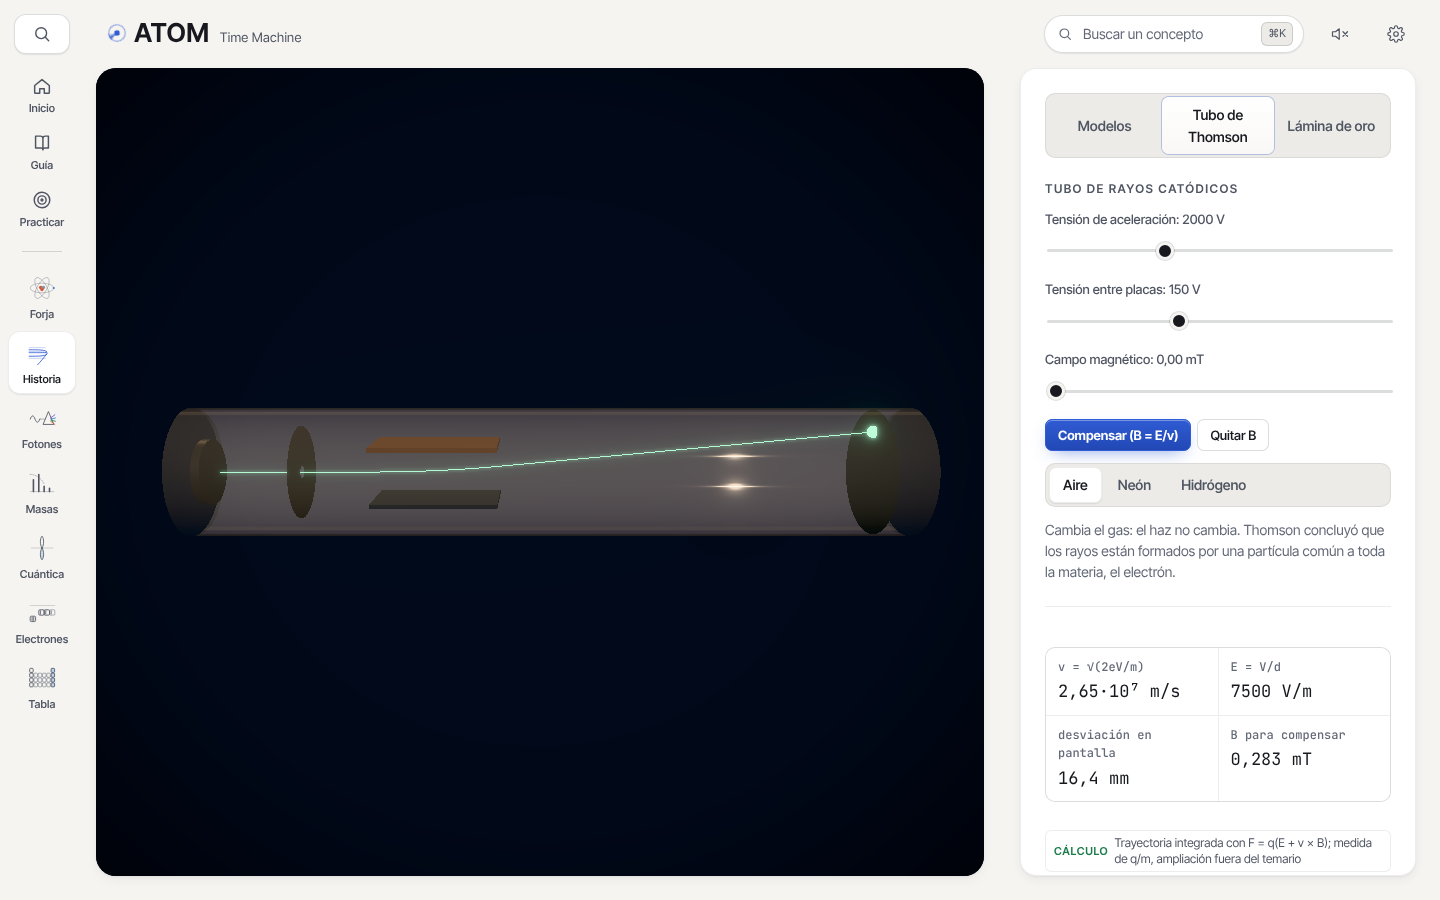 ATOM Time Machine
Buscar un concepto ⌘K
Inicio
Guía
Practicar
Forja
Historia
Fotones
Masas
Cuántica
Electrones
Tabla
Modelos
Tubo de
Thomson
Lámina de oro
TUBO DE RAYOS CATÓDICOS
Tensión de aceleración: 2000 V
Tensión entre placas: 150 V
Campo magnético: 0,00 mT
Compensar (B = E/v)
Quitar B
Aire
Neón
Hidrógeno
Cambia el gas: el haz no cambia. Thomson concluyó que
los rayos están formados por una partícula común a toda
la materia, el electrón.
v = √(2eV/m)
2,65·10⁷ m/s
E = V/d
7500 V/m
desviación en
pantalla
16,4 mm
B para compensar
0,283 mT
CÁLCULO
Trayectoria integrada con F = q(E + v × B); medida
de q/m, ampliación fuera del temario